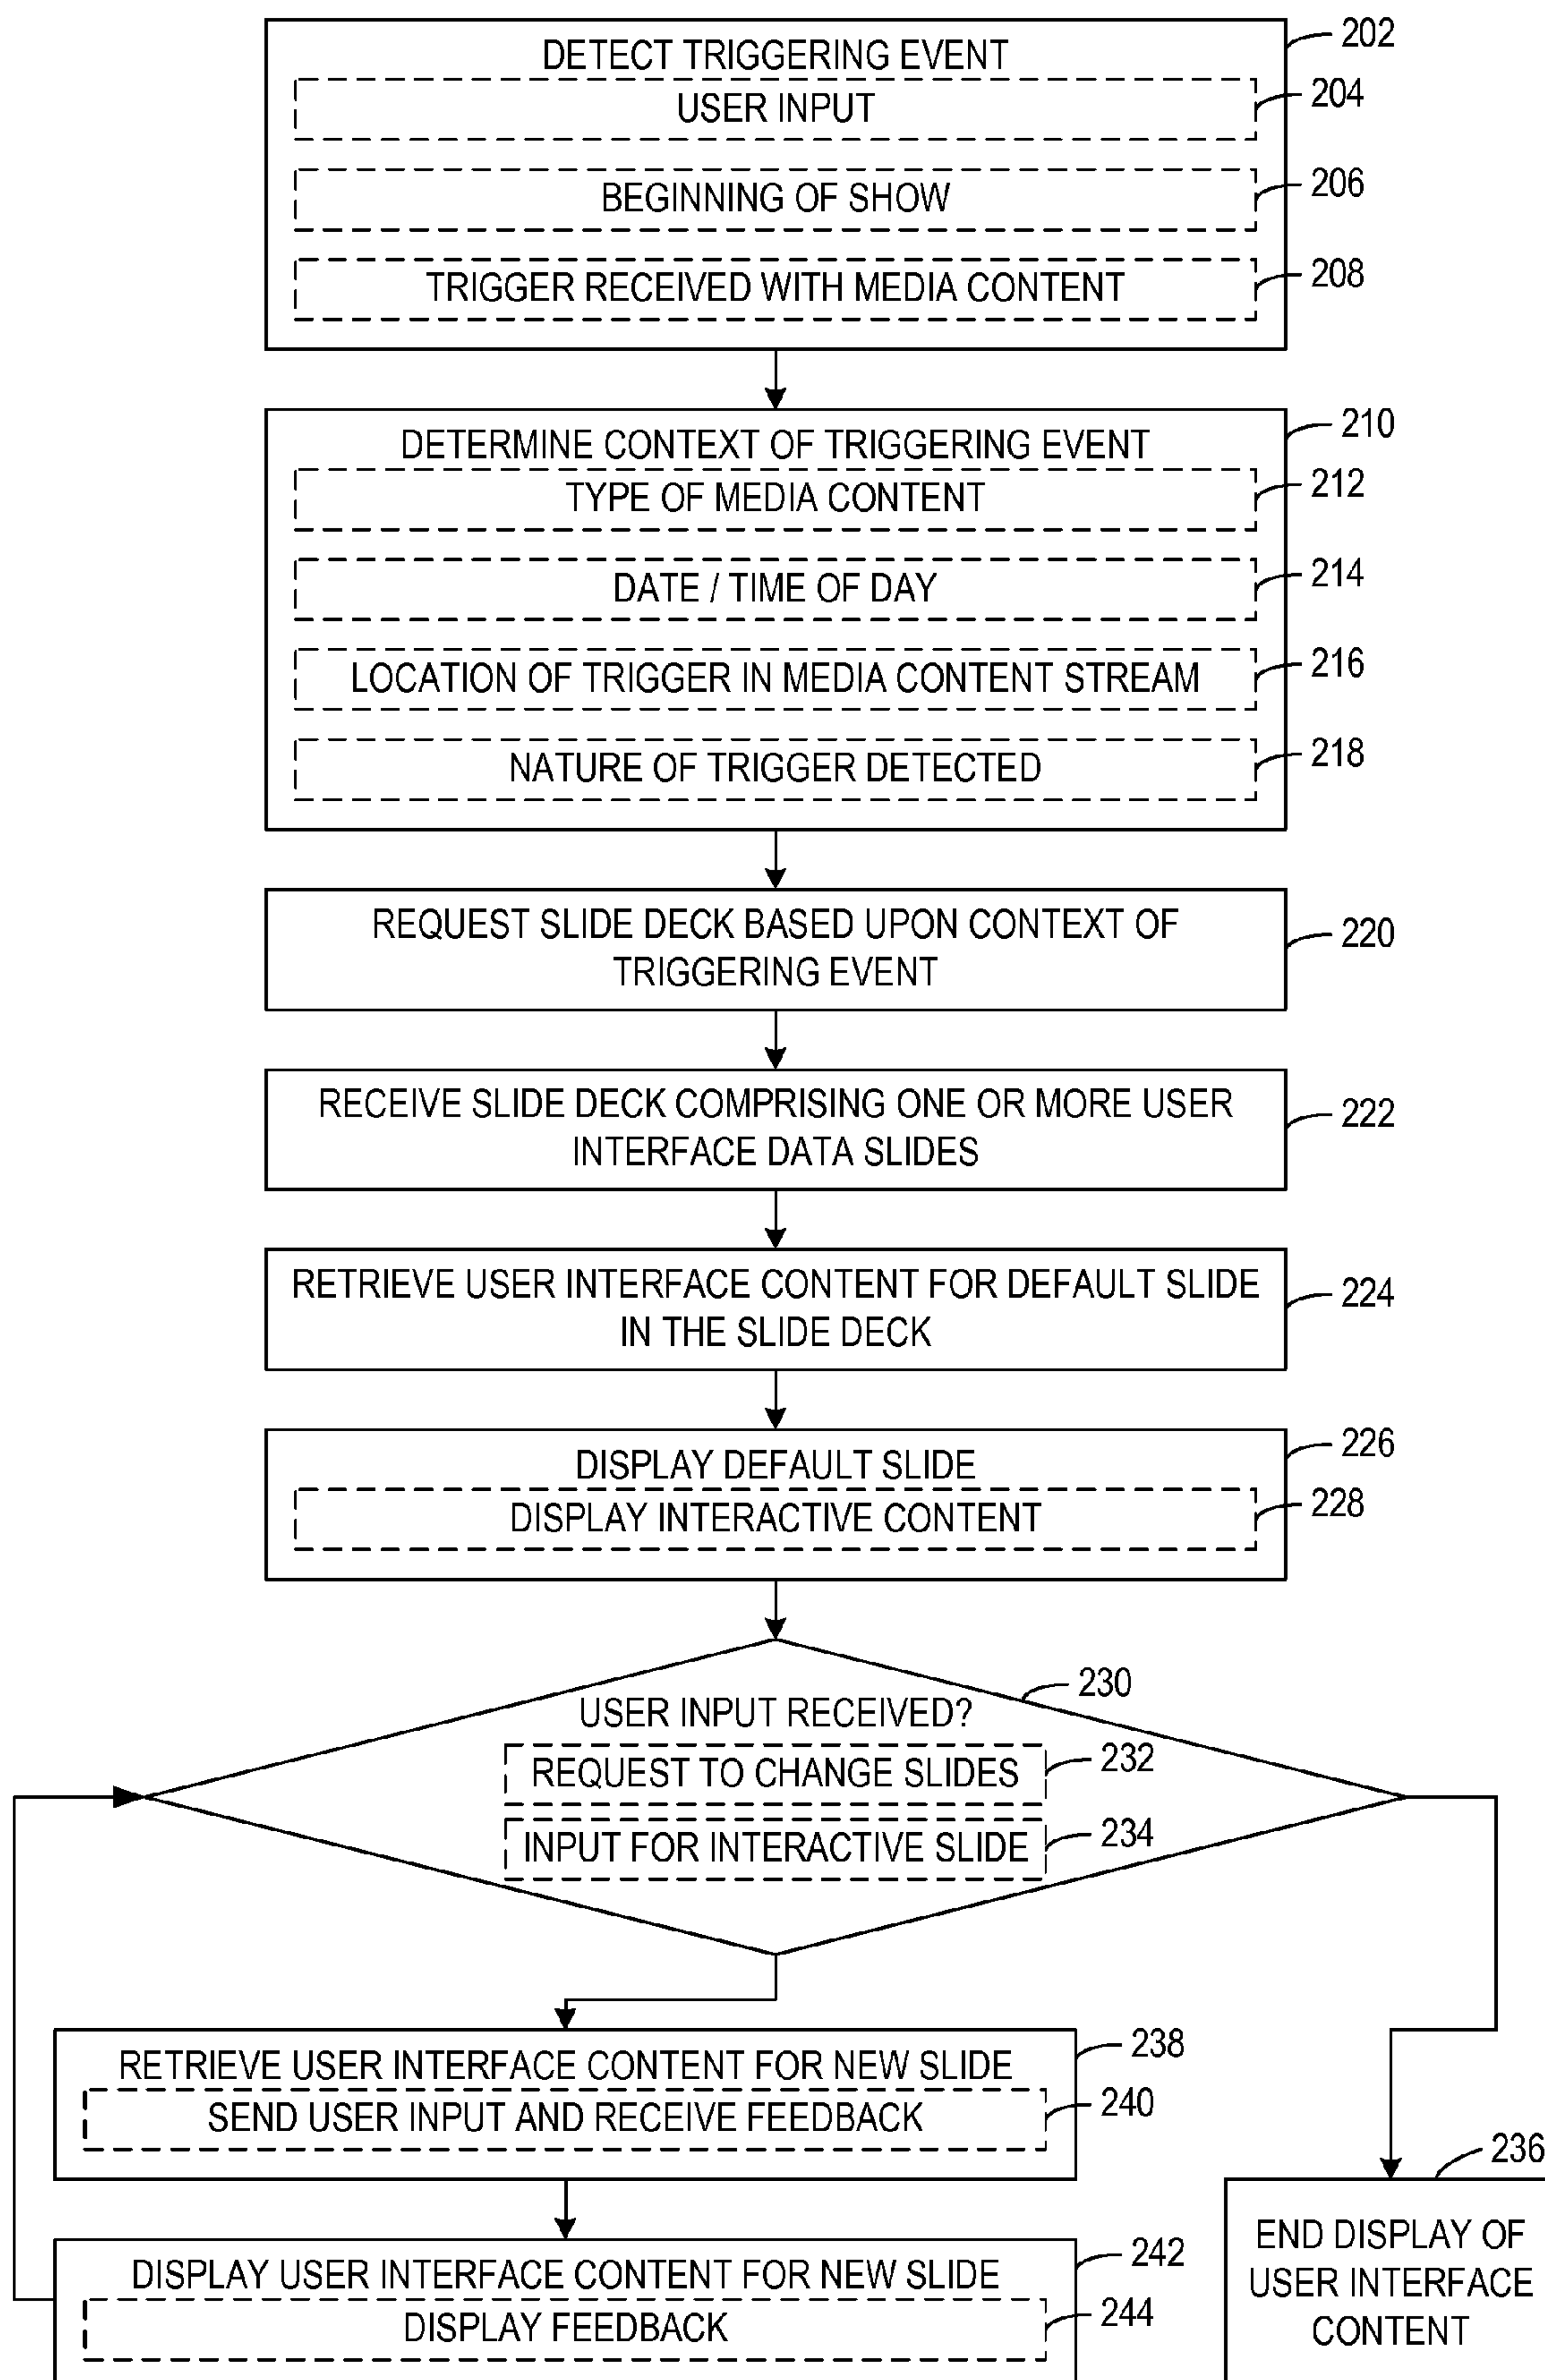 DETECT TRIGGERING EVENT
202
USER INPUT
204
BEGINNING OF SHOW
206
TRIGGER RECEIVED WITH MEDIA CONTENT
208
DETERMINE CONTEXT OF TRIGGERING EVENT
210
TYPE OF MEDIA CONTENT
212
DATE / TIME OF DAY
214
LOCATION OF TRIGGER IN MEDIA CONTENT STREAM
216
NATURE OF TRIGGER DETECTED
218
REQUEST SLIDE DECK BASED UPON CONTEXT OF
TRIGGERING EVENT
220
RECEIVE SLIDE DECK COMPRISING ONE OR MORE USER
INTERFACE DATA SLIDES
222
RETRIEVE USER INTERFACE CONTENT FOR DEFAULT SLIDE
IN THE SLIDE DECK
224
DISPLAY DEFAULT SLIDE
226
DISPLAY INTERACTIVE CONTENT
228
USER INPUT RECEIVED?
230
REQUEST TO CHANGE SLIDES
232
INPUT FOR INTERACTIVE SLIDE
234
RETRIEVE USER INTERFACE CONTENT FOR NEW SLIDE
238
SEND USER INPUT AND RECEIVE FEEDBACK
240
DISPLAY USER INTERFACE CONTENT FOR NEW SLIDE
242
DISPLAY FEEDBACK
244
236
END DISPLAY OF
USER INTERFACE
CONTENT